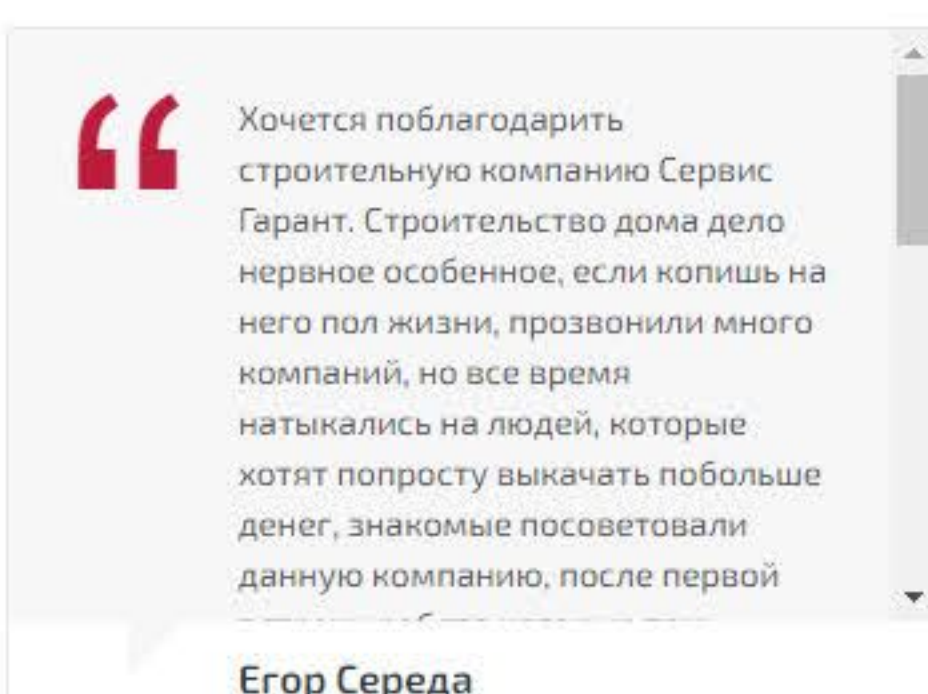 Хочется поблагодарить
строительную компанию Сервис
Гарант. Строительство дома дело
нервное особенное, если копишь на
него пол жизни, прозвонили много
компаний, но все время
натыкались на людей, которые
хотят попросту выкачать побольше
денег, знакомые посоветовали
данную компанию, после первой
Егор Середа